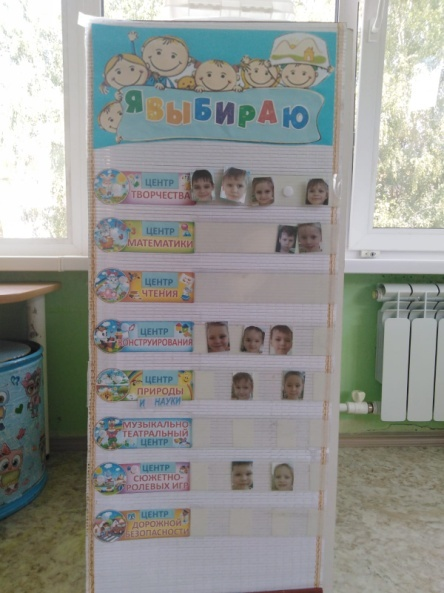 Я ВЫБИРАЮ
ЦЕНТР
ТВОРЧЕСТВА
ЦЕНТР
МАТЕМАТИКИ
ЦЕНТР
ЧТЕНИЯ
ЦЕНТР
КОНСТРУИРОВАНИЯ
ЦЕНТР
ПРИРОДЫ
И НАУКИ
МУЗЫКАЛЬНО
ТЕАТРАЛЬНЫЙ
ЦЕНТР
ЦЕНТР
СЮЖЕТНО-
РОЛЕВЫХ ИГР
ЦЕНТР
ДОРОЖНОЙ
БЕЗОПАСНОСТИ